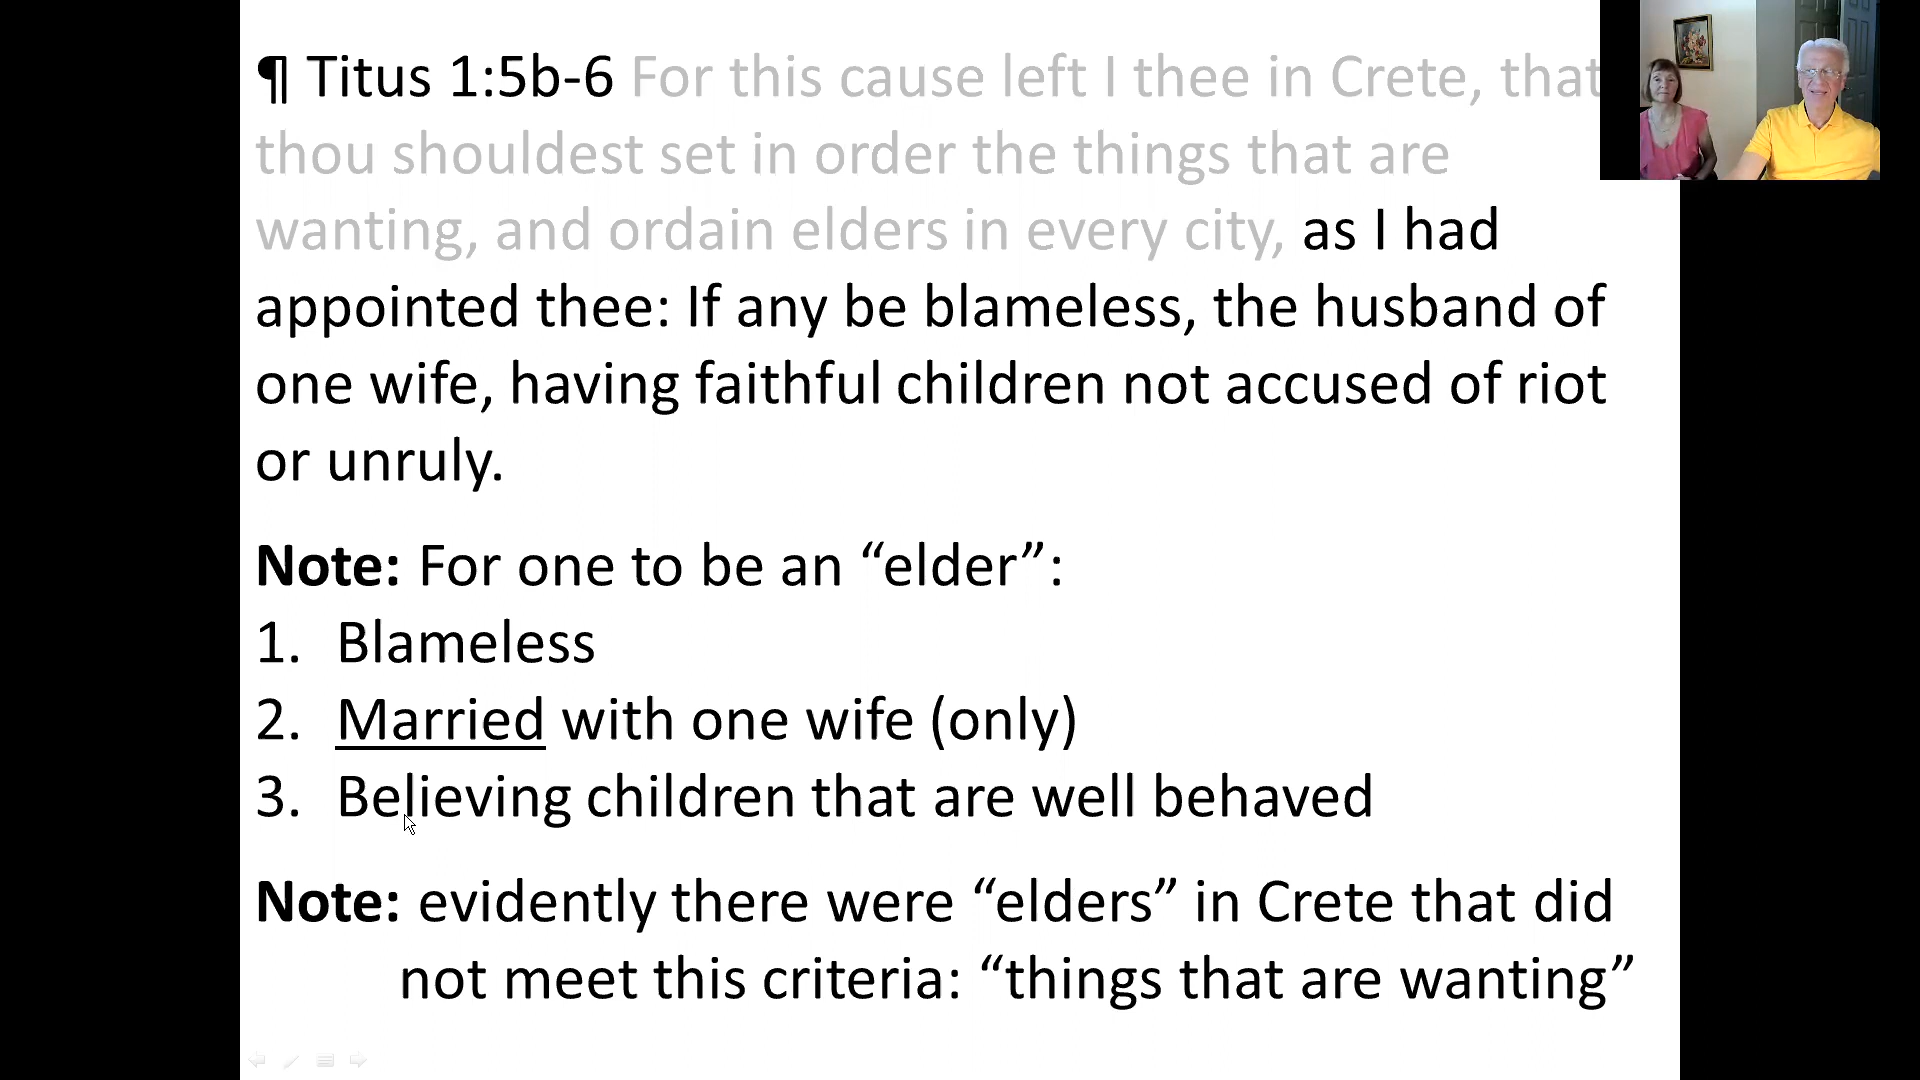 ¶ Titus 1:5b-6 For this cause left I thee in Crete, that
thou shouldest set in order the things that are
wanting, and ordain elders in every city, as I had
appointed thee: If any be blameless, the husband of
one wife, having faithful children not accused of riot
or unruly.
Note: For one to be an “elder”:
1. Blameless
2. Married with one wife (only)
3. Believing children that are well behaved
Note: evidently there were “elders” in Crete that did
not meet this criteria: “things that are wanting”